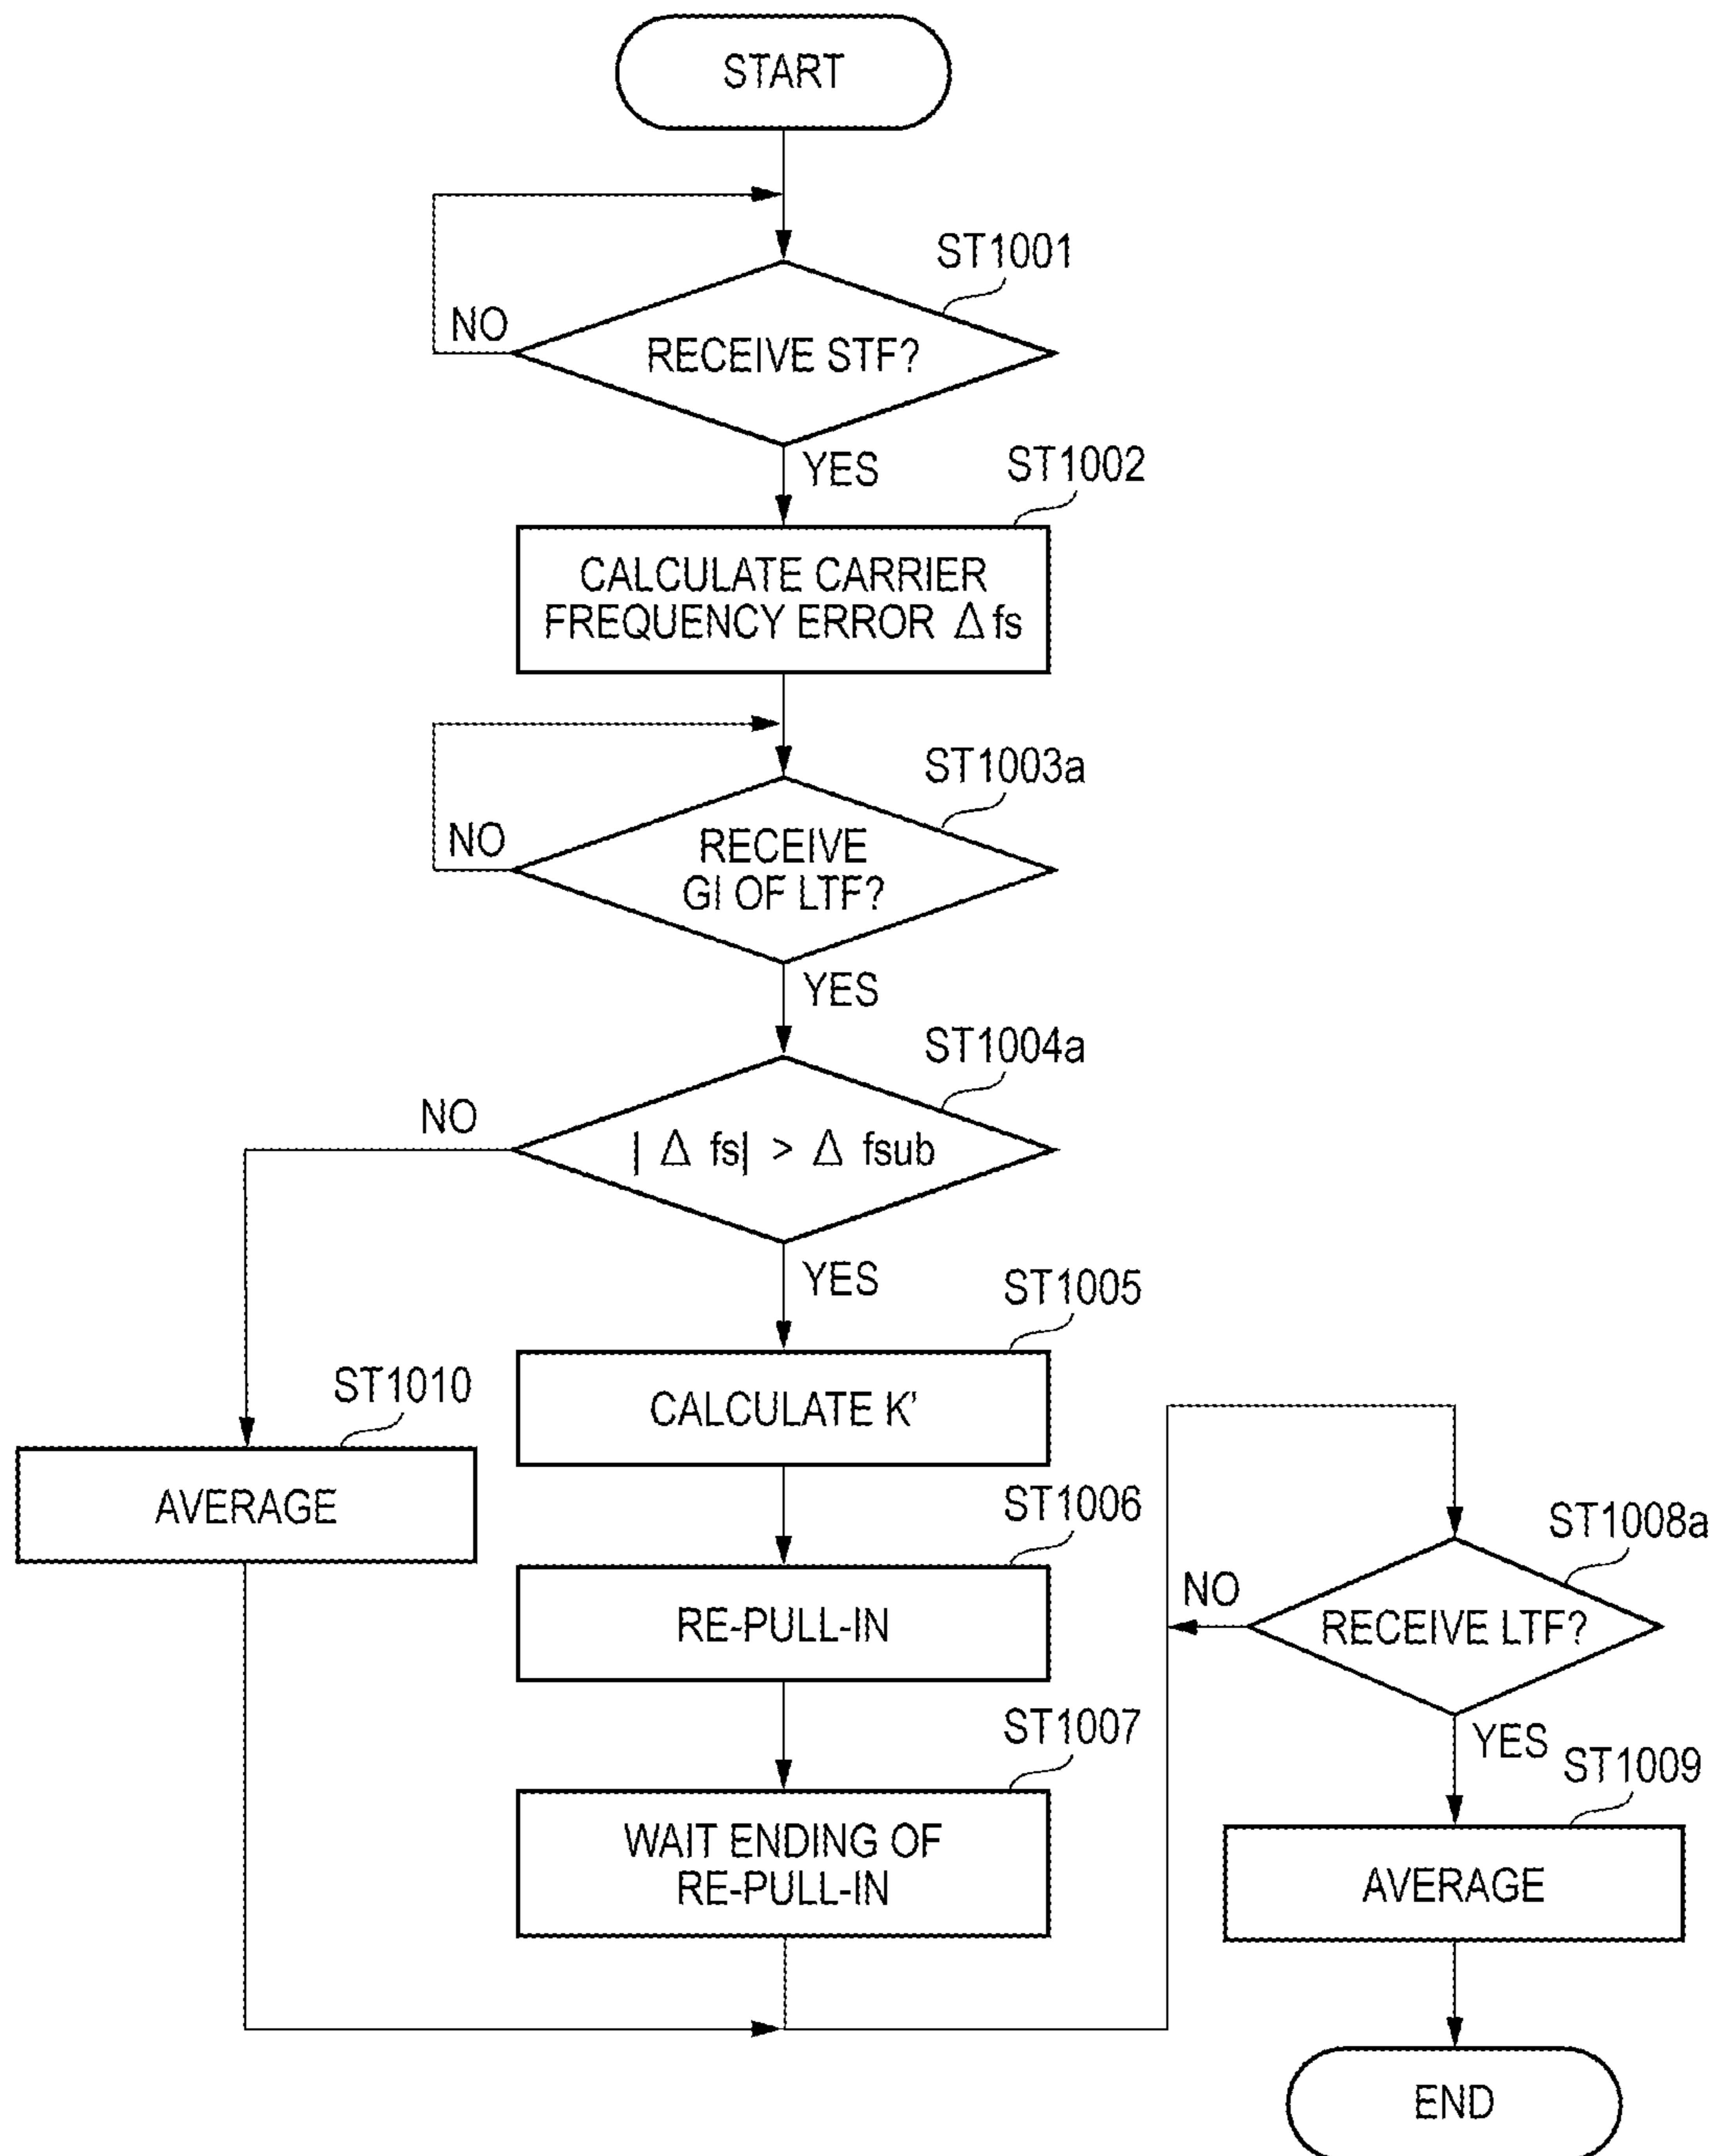 START
ST1001
NO
RECEIVE STF?
YES
ST1002
CALCULATE CARRIER
FREQUENCY ERROR Δfs
ST1003a
NO
RECEIVE
GI OF LTF?
YES
ST1004a
NO
| Δ fs| > Δ fsub
YES
ST1005
CALCULATE K'
ST1010
AVERAGE
ST1006
RE-PULL-IN
ST1007
WAIT ENDING OF
RE-PULL-IN
ST1008a
NO
RECEIVE LTF?
YES
ST1009
AVERAGE
END